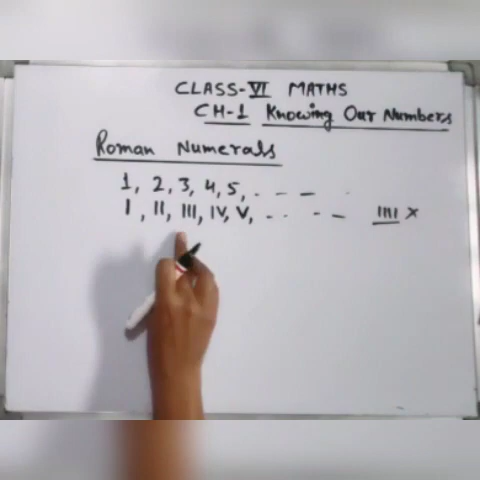 CLASS-VI MATHS
CH-1 Knowing Our Numbers
Roman Numerals
1, 2, 3, 4, 5, . - - -
I, II, III, IV, V, - .. . - - IIII ×